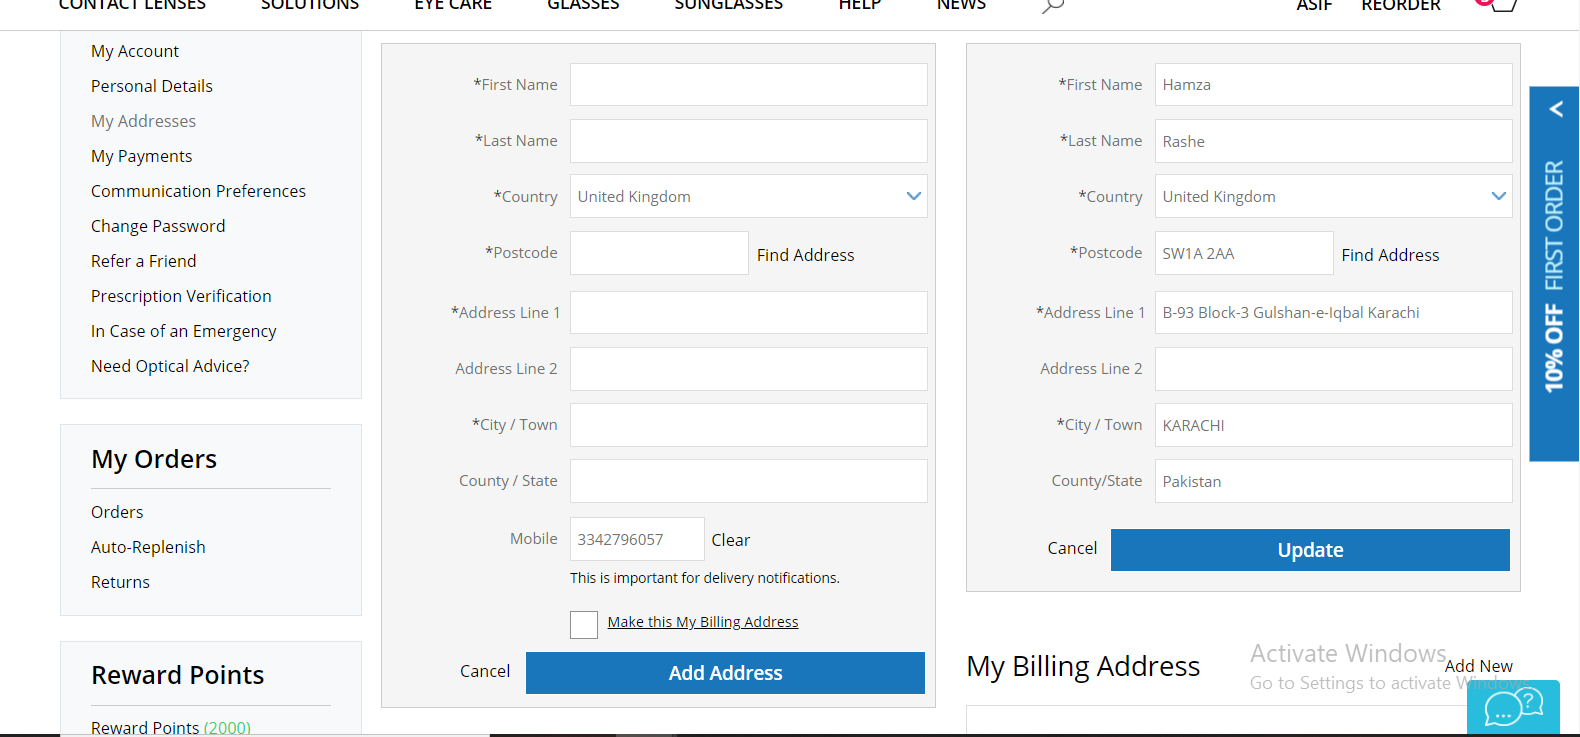 CONTACT LENSES SOLUTIONS EYE CARE GLASSES SUNGLASSES HELP NEWS ASIF REORDER
My Account
Personal Details
My Addresses
My Payments
Communication Preferences
Change Password
Refer a Friend
Prescription Verification
In Case of an Emergency
Need Optical Advice?
My Orders
Orders
Auto-Replenish
Returns
Reward Points
Reward Points (2000)
*First Name
*Last Name
*Country United Kingdom
*Postcode Find Address
*Address Line 1
Address Line 2
*City / Town
County / State
Mobile 3342796057 Clear
This is important for delivery notifications.
Make this My Billing Address
Cancel Add Address
*First Name Hamza
*Last Name Rashe
*Country United Kingdom
*Postcode SW1A 2AA Find Address
*Address Line 1 B-93 Block-3 Gulshan-e-Iqbal Karachi
Address Line 2
*City / Town KARACHI
County/State Pakistan
Cancel Update
My Billing Address Add New
Activate Windows
Go to Settings to activate Windows.
10% OFF FIRST ORDER